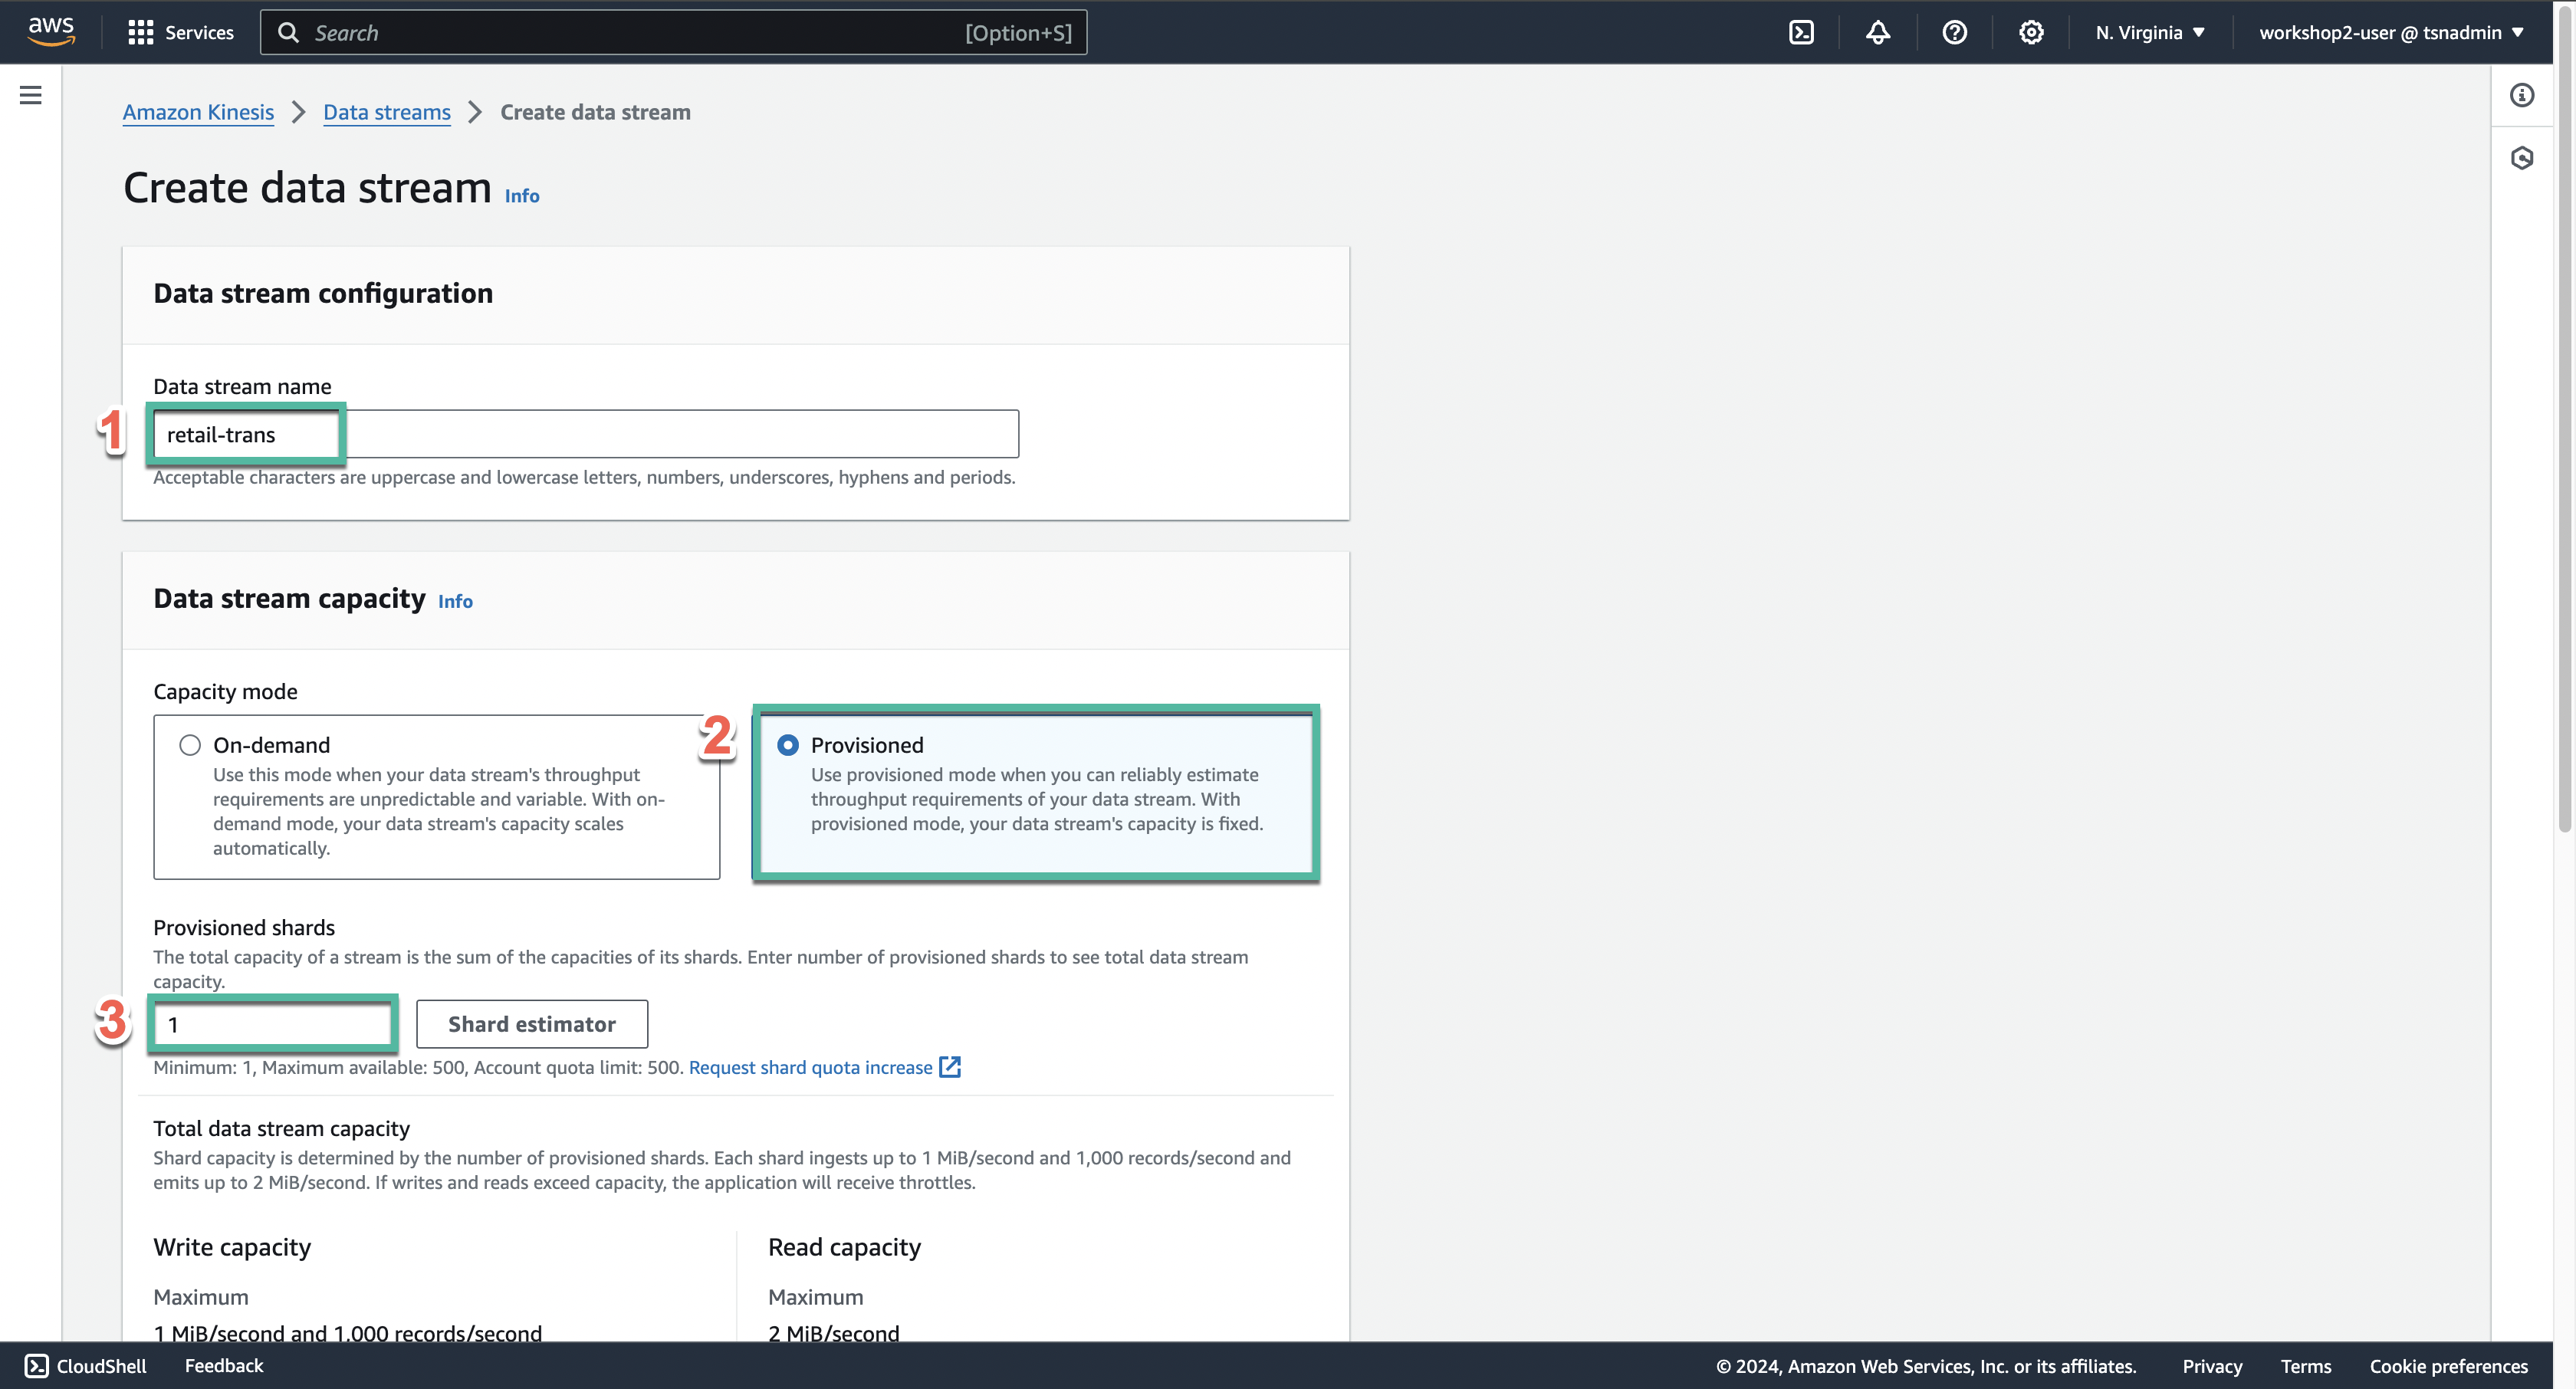 aws
Services
Search
[Option+S]
N. Virginia
workshop2-user @ tsnadmin
Amazon Kinesis
Data streams
Create data stream
Create data stream
Info
Data stream configuration
Data stream name
1
retail-trans
Acceptable characters are uppercase and lowercase letters, numbers, underscores, hyphens and periods.
Data stream capacity
Info
Capacity mode
On-demand
Use this mode when your data stream's throughput
requirements are unpredictable and variable. With on-
demand mode, your data stream's capacity scales
automatically.
2
Provisioned
Use provisioned mode when you can reliably estimate
throughput requirements of your data stream. With
provisioned mode, your data stream's capacity is fixed.
Provisioned shards
The total capacity of a stream is the sum of the capacities of its shards. Enter number of provisioned shards to see total data stream
capacity.
3
1
Shard estimator
Minimum: 1, Maximum available: 500, Account quota limit: 500. Request shard quota increase
Total data stream capacity
Shard capacity is determined by the number of provisioned shards. Each shard ingests up to 1 MiB/second and 1,000 records/second and
emits up to 2 MiB/second. If writes and reads exceed capacity, the application will receive throttles.
Write capacity
Maximum
1 MiB/second and 1,000 records/second
Read capacity
Maximum
2 MiB/second
CloudShell
Feedback
© 2024, Amazon Web Services, Inc. or its affiliates.
Privacy
Terms
Cookie preferences